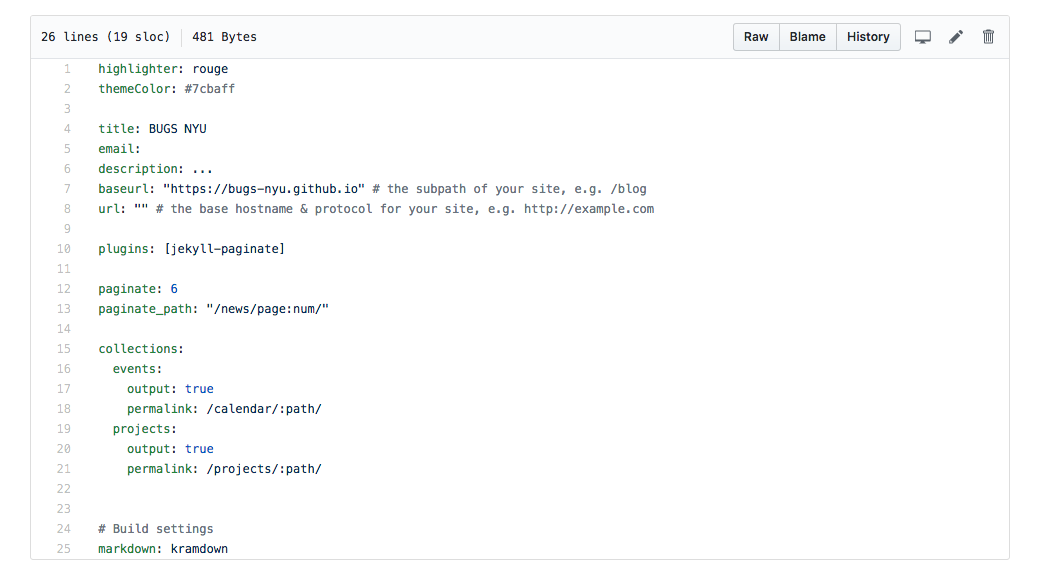 26 lines (19 sloc) 481 Bytes Raw Blame History
1 highlighter: rouge
2 themeColor: #7cbaff
3
4 title: BUGS NYU
5 email:
6 description: ...
7 baseurl: "https://bugs-nyu.github.io" # the subpath of your site, e.g. /blog
8 url: "" # the base hostname & protocol for your site, e.g. http://example.com
9
10 plugins: [jekyll-paginate]
11
12 paginate: 6
13 paginate_path: "/news/page:num/"
14
15 collections:
16   events:
17     output: true
18     permalink: /calendar/:path/
19   projects:
20     output: true
21     permalink: /projects/:path/
22
23
24 # Build settings
25 markdown: kramdown